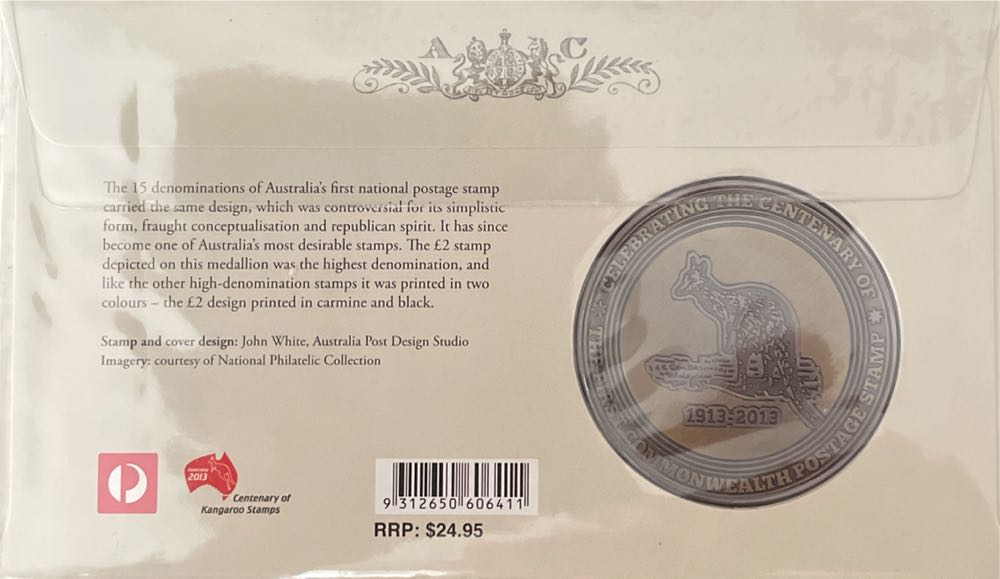 A C
The 15 denominations of Australia's first national postage stamp
carried the same design, which was controversial for its simplistic
form, fraught conceptualisation and republican spirit. It has since
become one of Australia's most desirable stamps. The £2 stamp
depicted on this medallion was the highest denomination, and
like the other high-denomination stamps it was printed in two
colours – the £2 design printed in carmine and black.
Stamp and cover design: John White, Australia Post Design Studio
Imagery: courtesy of National Philatelic Collection
CELEBRATING THE CENTENARY OF
THE FIRST COMMONWEALTH POSTAGE STAMP
1913-2013
Australia
2013
Centenary of
Kangaroo Stamps
9 312650 606411
RRP: $24.95